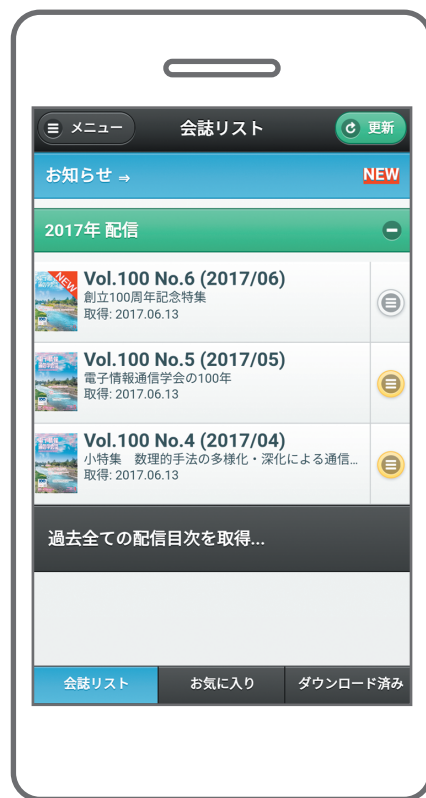 メニュー
会誌リスト
更新
お知らせ ⇒
NEW
2017年 配信
NEW
Vol.100 No.6 (2017/06)
創立100周年記念特集
取得: 2017.06.13
Vol.100 No.5 (2017/05)
電子情報通信学会の100年
取得: 2017.06.13
Vol.100 No.4 (2017/04)
小特集　数理的手法の多様化・深化による通信...
取得: 2017.06.13
過去全ての配信目次を取得...
会誌リスト
お気に入り
ダウンロード済み